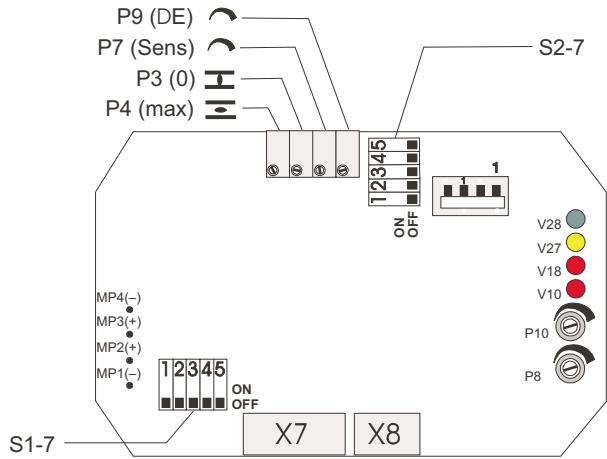 P9 (DE)
P7 (Sens)
P3 (0)
P4 (max)
S2-7
12345
ON
OFF
1
1
V28
V27
V18
V10
P10
P8
MP4(–)
MP3(+)
MP2(+)
MP1(–)
12345
ON
OFF
X7
X8
S1-7